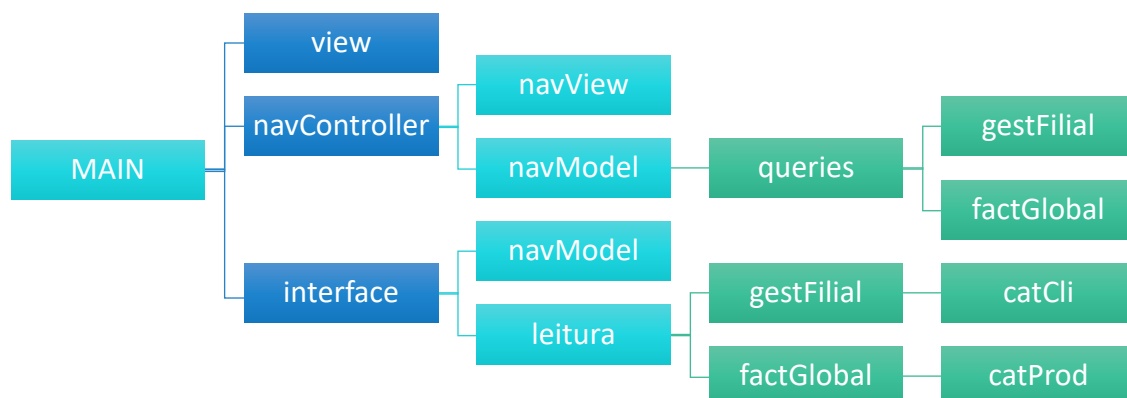 view
navView
navController
gestFilial
MAIN
navModel
queries
factGlobal
navModel
interface
gestFilial
catCli
leitura
factGlobal
catProd